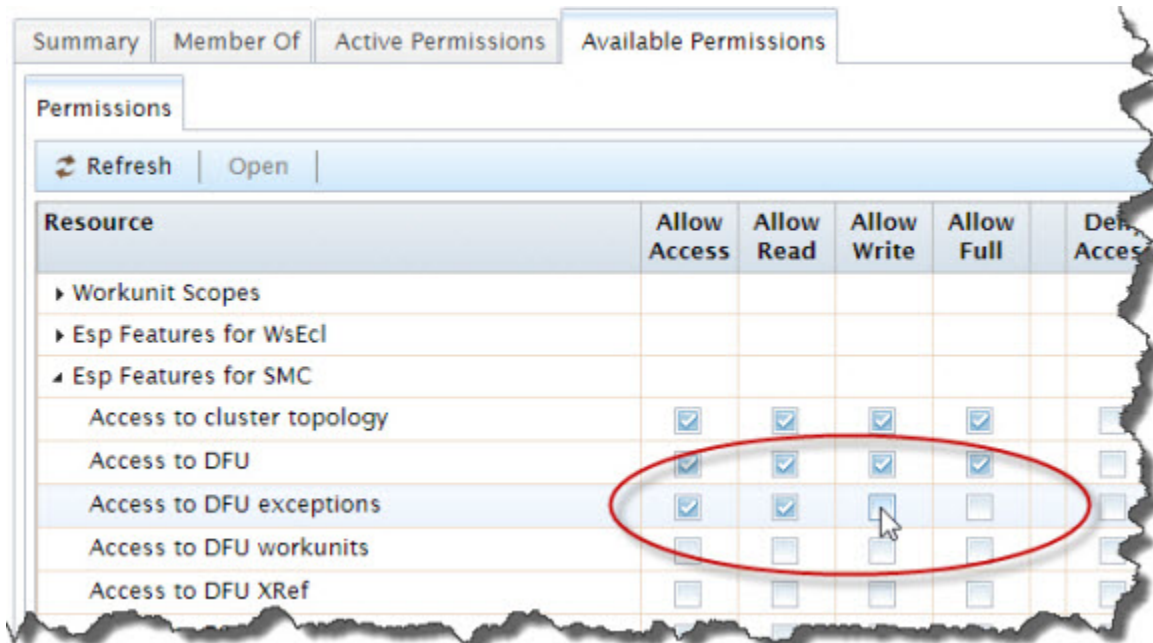 Summary Member Of Active Permissions Available Permissions
Permissions
Refresh Open
Resource Allow Access Allow Read Allow Write Allow Full
Workunit Scopes
Esp Features for WsEcl
Esp Features for SMC
Access to cluster topology
Access to DFU
Access to DFU exceptions
Access to DFU workunits
Access to DFU XRef